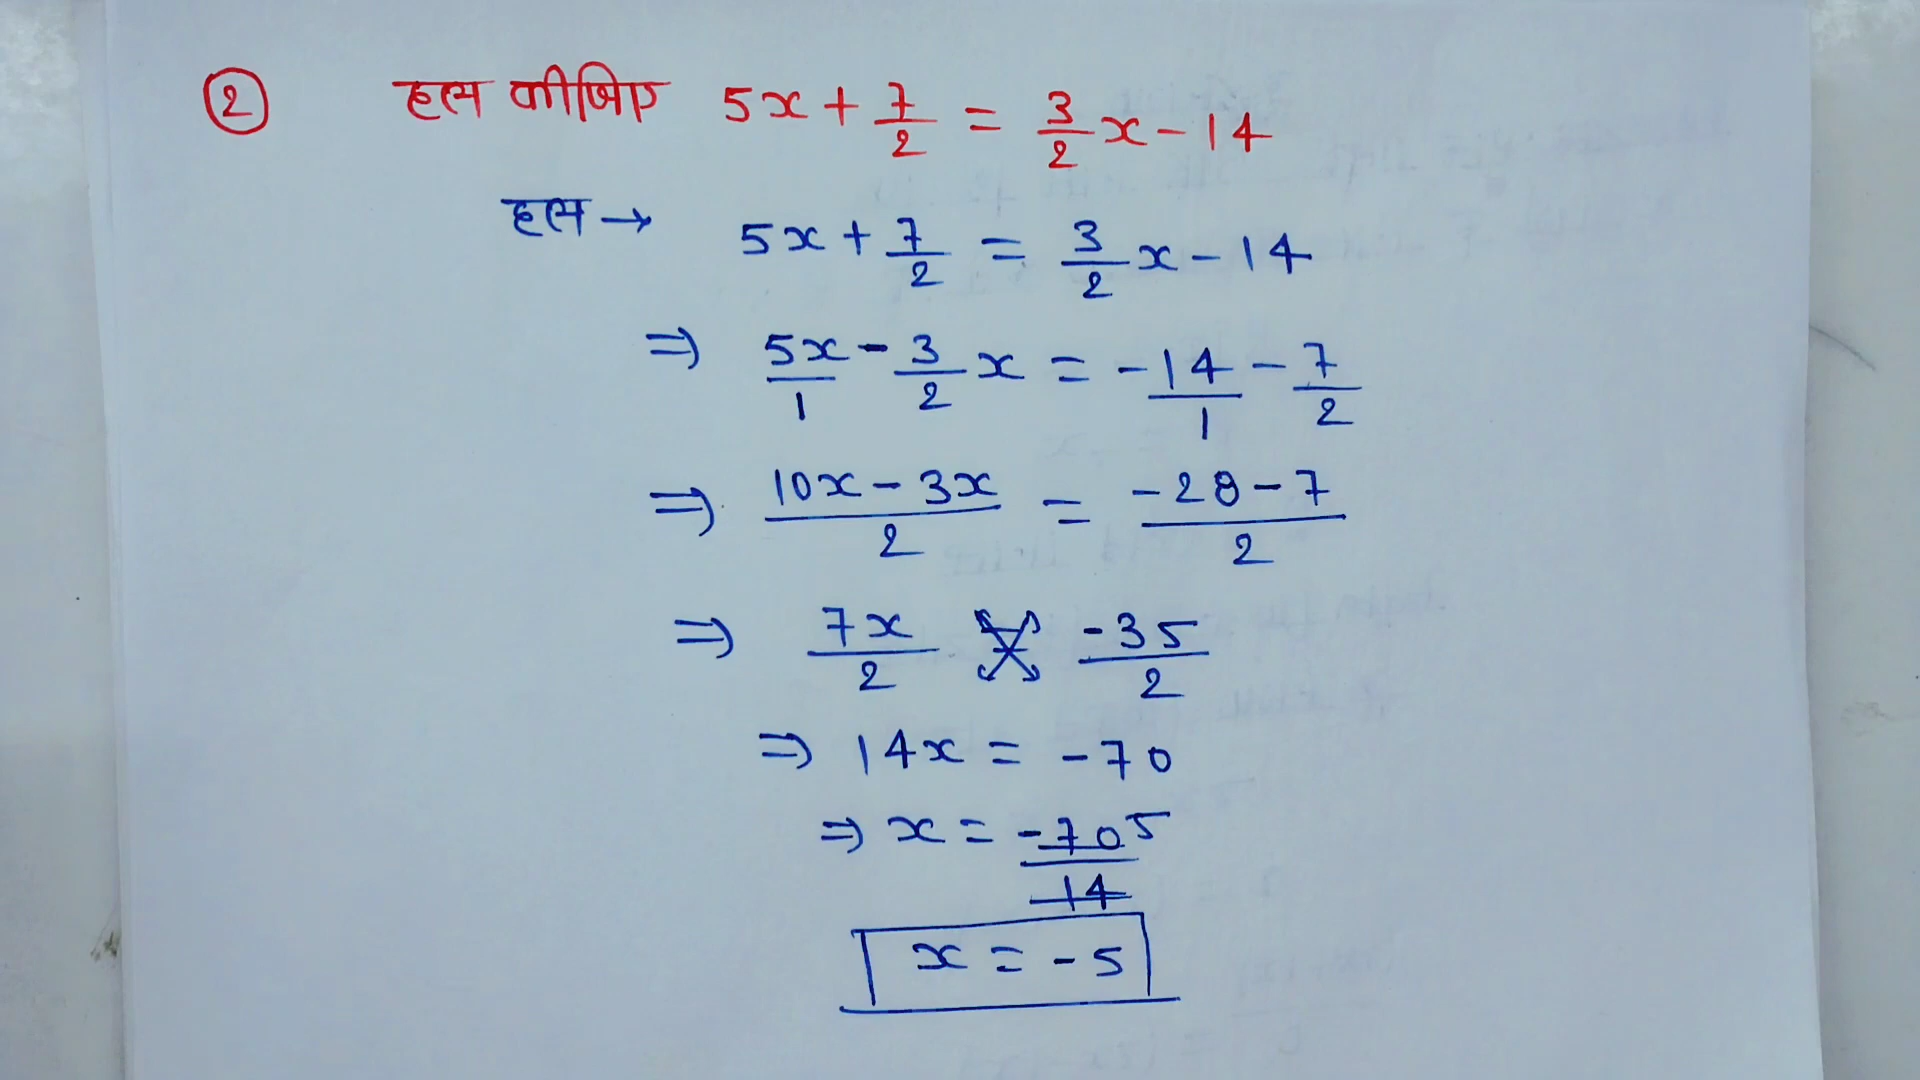 ② हल कीजिए 5x + 7/2 = 3/2 x - 14
हल → 5x + 7/2 = 3/2 x - 14
⇒ 5x/1 - 3/2 x = -14/1 - 7/2
⇒ 10x - 3x/2 = -28 - 7/2
⇒ 7x/2 = -35/2
⇒ 14x = -70
⇒ x = -70/14 5
x = -5